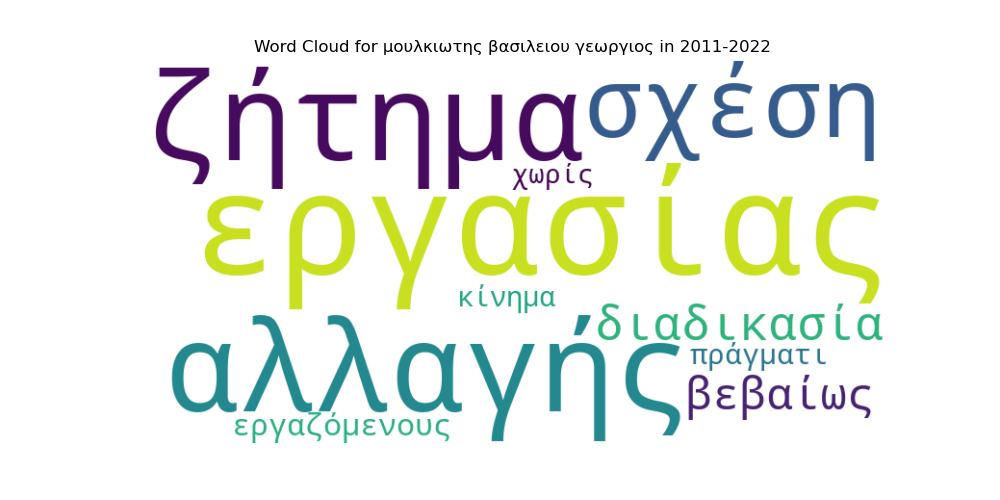 Word Cloud for μουλκιωτης βασιλειου γεωργιος in 2011-2022
ζήτημα
σχέση
χωρίς
εργασίας
κίνημα
διαδικασία
αλλαγής
πράγματι
βεβαίως
εργαζόμενους